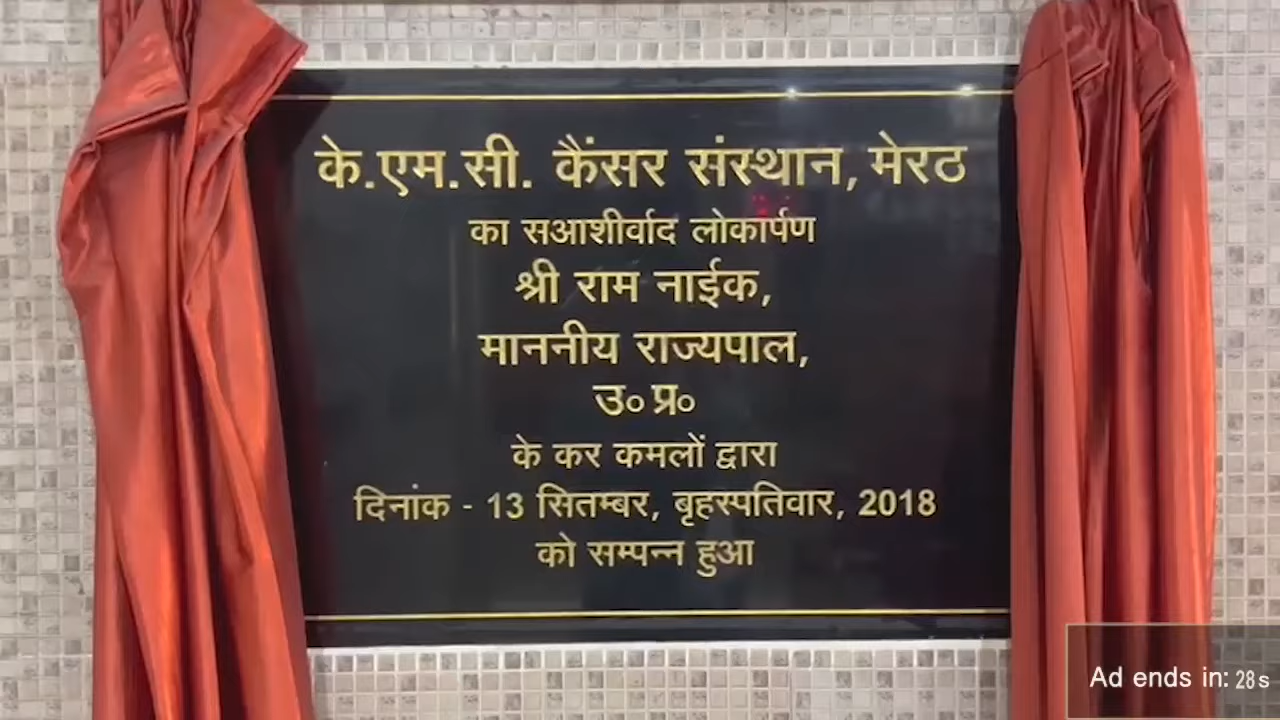 के.एम.सी. कैंसर संस्थान, मेरठ
का सआशीर्वाद लोकार्पण
श्री राम नाईक,
माननीय राज्यपाल,
उ० प्र०
के कर कमलों द्वारा
दिनांक - 13 सितम्बर, बृहस्पतिवार, 2018
को सम्पन्न हुआ
Ad ends in: 28s